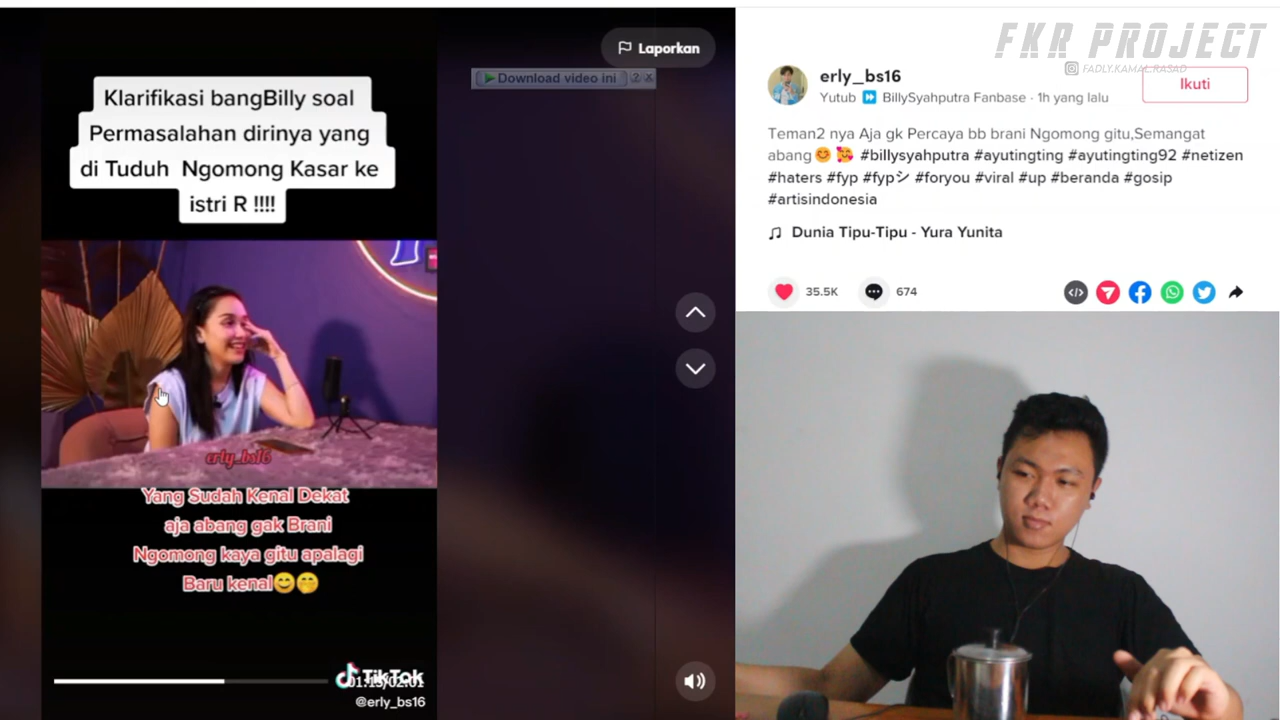 FKR PROJECT
FADLY.KAMAL.RASAD
Laporkan
Download video ini
Klarifikasi bangBilly soal
Permasalahan dirinya yang
di Tuduh Ngomong Kasar ke
istri R !!!!
erly_bs16
Yang Sudah Kenal Dekat
aja abang gak Brani
Ngomong kaya gitu apalagi
Baru kenal😊🤭
TikTok
01:15/02:01
@erly_bs16
erly_bs16
Yutub ⏩ BillySyahputra Fanbase · 1h yang lalu
Ikuti
Teman2 nya Aja gk Percaya bb brani Ngomong gitu,Semangat
abang😊 🥰 #billysyahputra #ayutingting #ayutingting92 #netizen
#haters #fyp #fypシ #foryou #viral #up #beranda #gosip
#artisindonesia
♫ Dunia Tipu-Tipu - Yura Yunita
35.5K
674